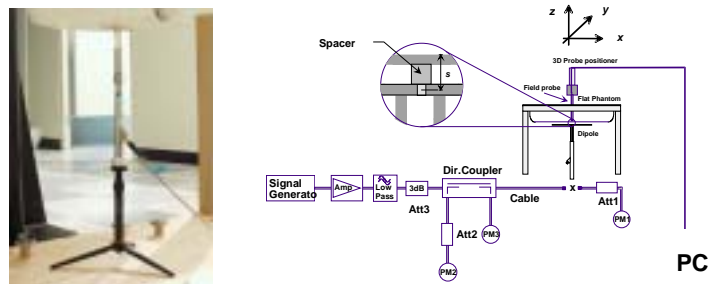 z
y
x
Spacer
s
3D Probe positioner
Field probe
Flat Phantom
Dipole
Signal
Generato
Amp
Low
Pass
3dB
Att3
Dir.Coupler
Cable
x
Att1
PM1
Att2
PM3
PM2
PC